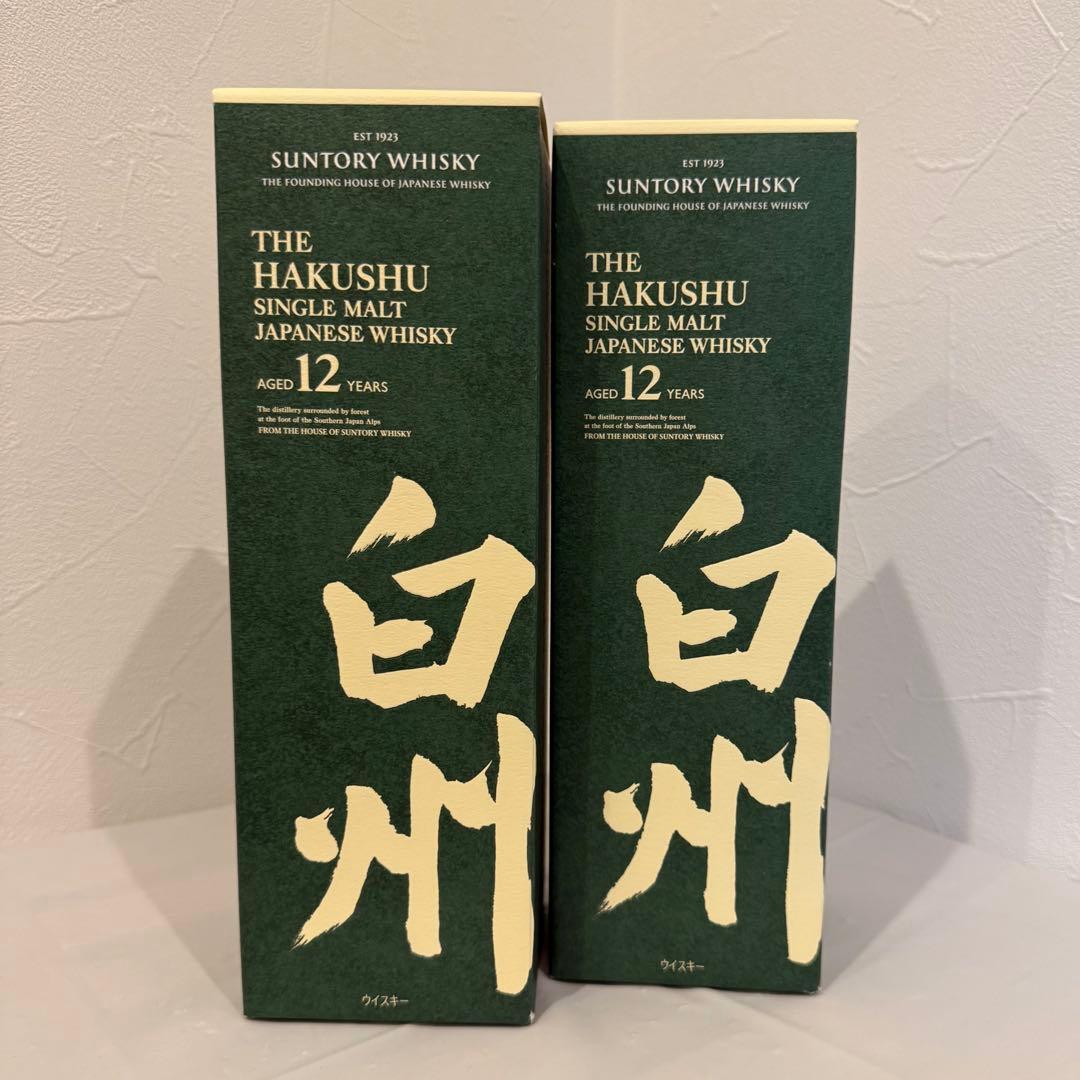 EST 1923
SUNTORY WHISKY
THE FOUNDING HOUSE OF JAPANESE WHISKY
THE
HAKUSHU
SINGLE MALT
JAPANESE WHISKY
AGED 12 YEARS
The distillery surrounded by forest
at the foot of the Southern Japan Alps
FROM THE HOUSE OF SUNTORY WHISKY
白州
ウイスキー
EST 1923
SUNTORY WHISKY
THE FOUNDING HOUSE OF JAPANESE WHISKY
THE
HAKUSHU
SINGLE MALT
JAPANESE WHISKY
AGED 12 YEARS
The distillery surrounded by forest
at the foot of the Southern Japan Alps
FROM THE HOUSE OF SUNTORY WHISKY
白州
ウイスキー